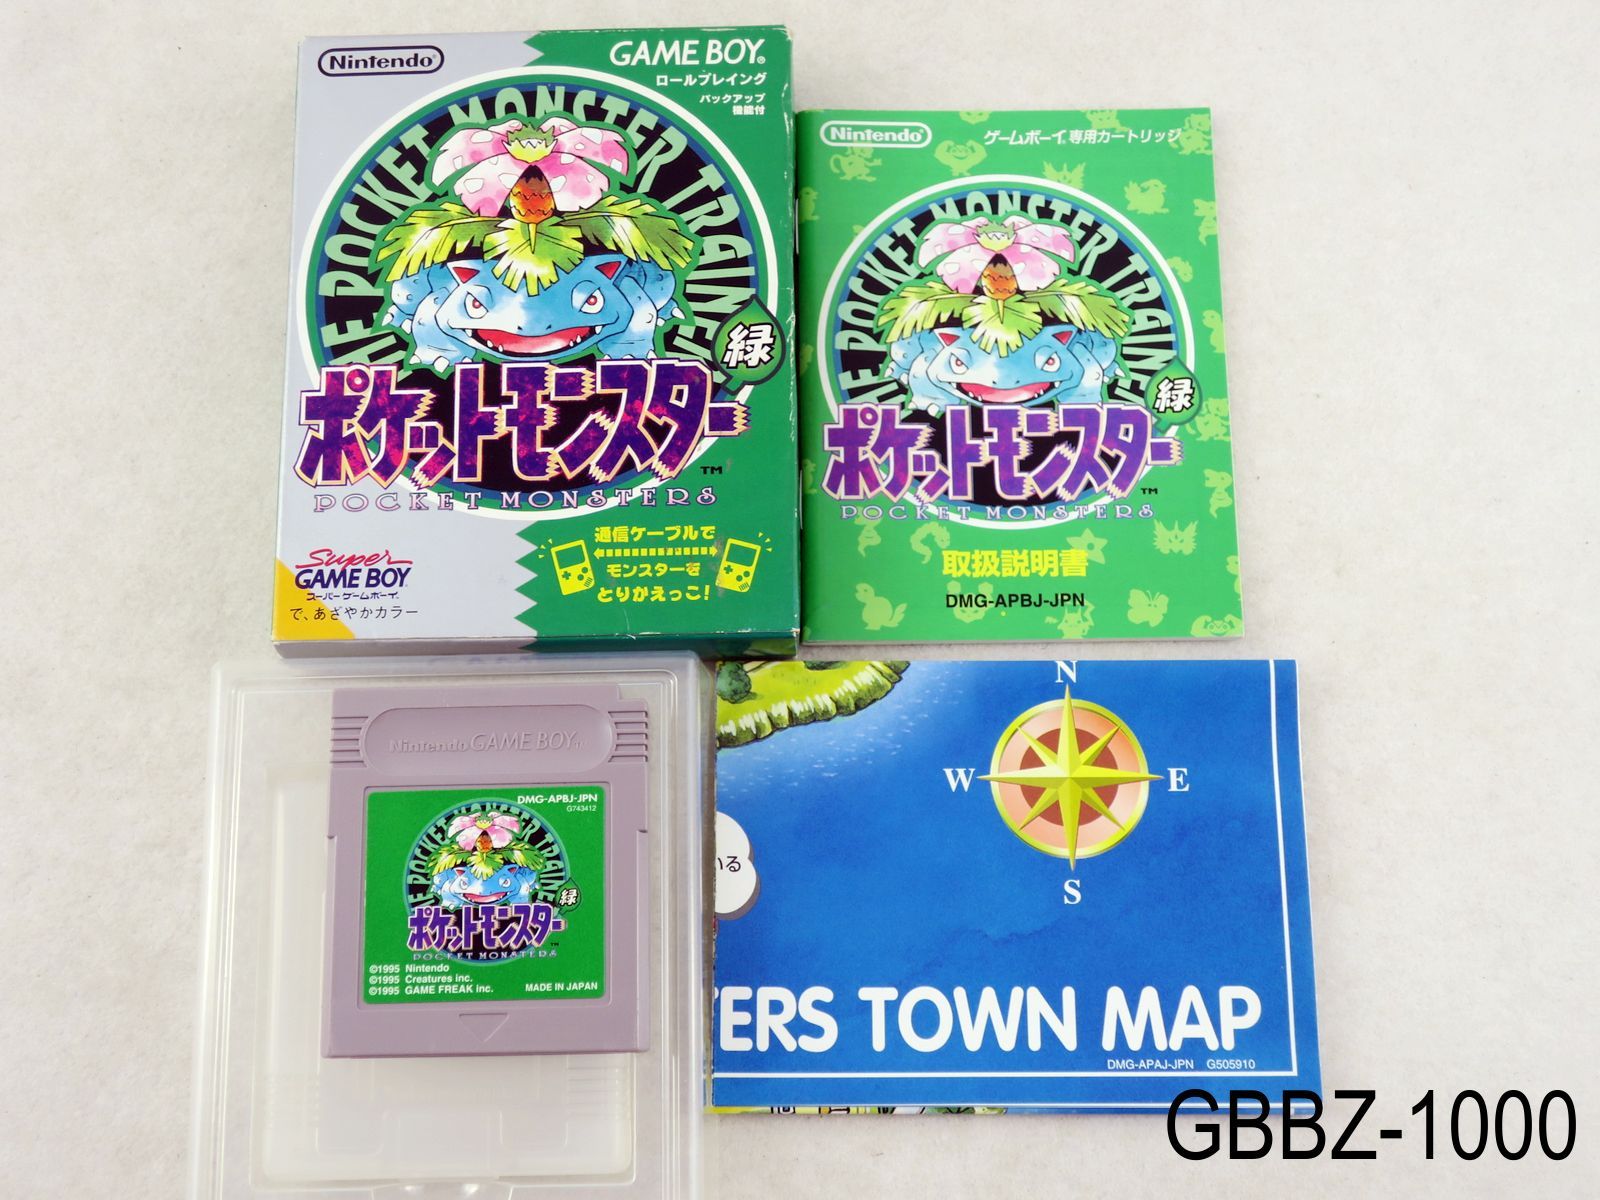 Nintendo
GAME BOY®
ロールプレイング
バックアップ
機能付
THE POCKET MONSTER TRAINER
緑
ポケットモンスター
TM
POCKET MONSTERS
Super
GAME BOY
スーパーゲームボーイ
で、あざやかカラー
通信ケーブルで
モンスターを
とりかえっこ!
Nintendo
ゲームボーイ専用カートリッジ
THE POCKET MONSTER TRAINER
緑
ポケットモンスター
TM
POCKET MONSTERS
取扱説明書
DMG-APBJ-JPN
Nintendo GAME BOY TM
DMG-APBJ-JPN
G743412
THE POCKET MONSTER TRAINE
緑
ポケットモンスター
TM
POCKET MONSTERS
©1995 Nintendo
©1995 Creatures inc.
©1995 GAME FREAK inc.
MADE IN JAPAN
N
W E
S
いる
ERS TOWN MAP
DMG-APAJ-JPN G505910
GBBZ-1000